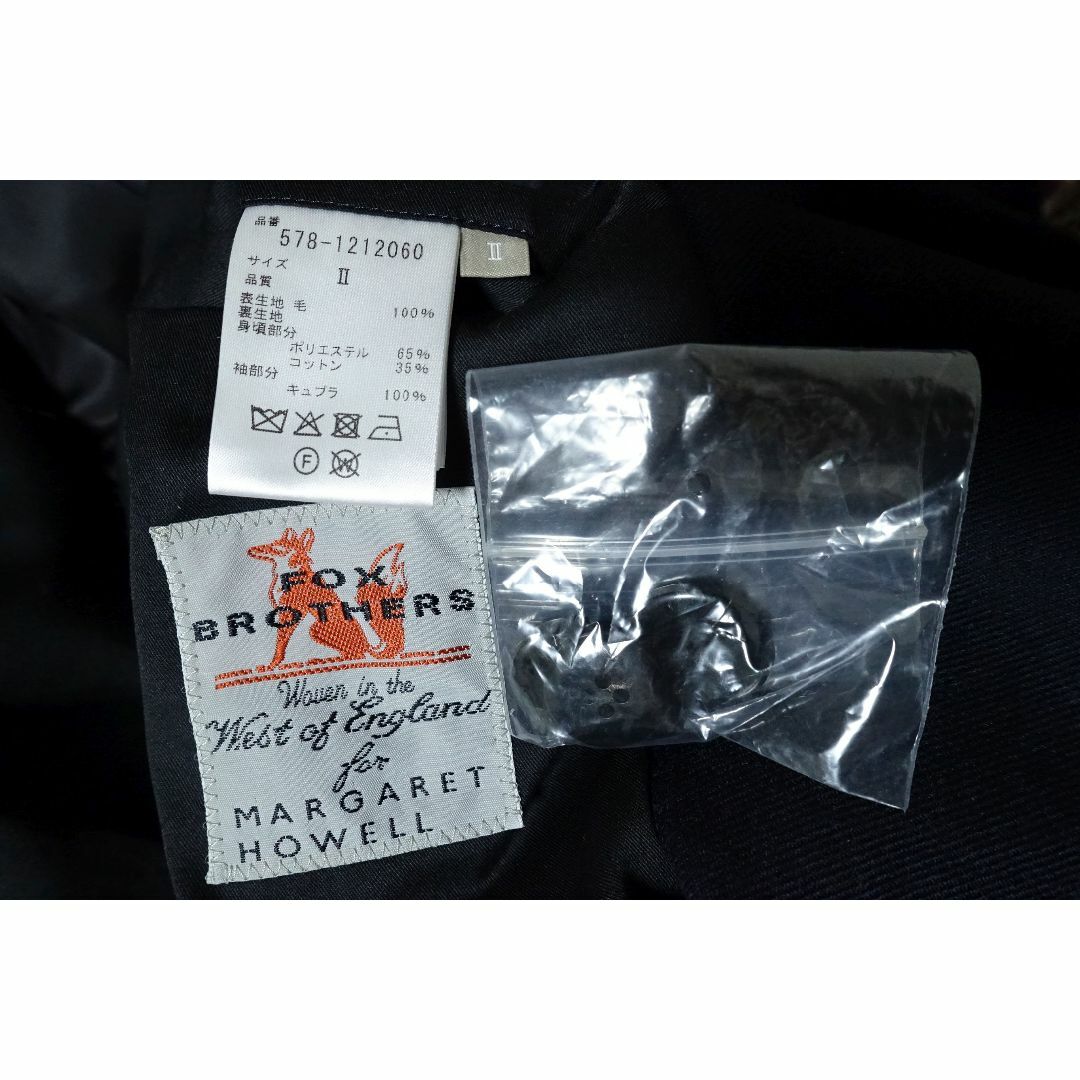 品番
578-1212060
サイズ
Ⅱ
品質
表生地 毛 100%
裏生地
身頃部分
ポリエステル 65%
コットン 35%
袖部分
キュプラ 100%
F
W
Ⅱ
FOX
BROTHERS
Woven in the
West of England
for
MARGARET
HOWELL